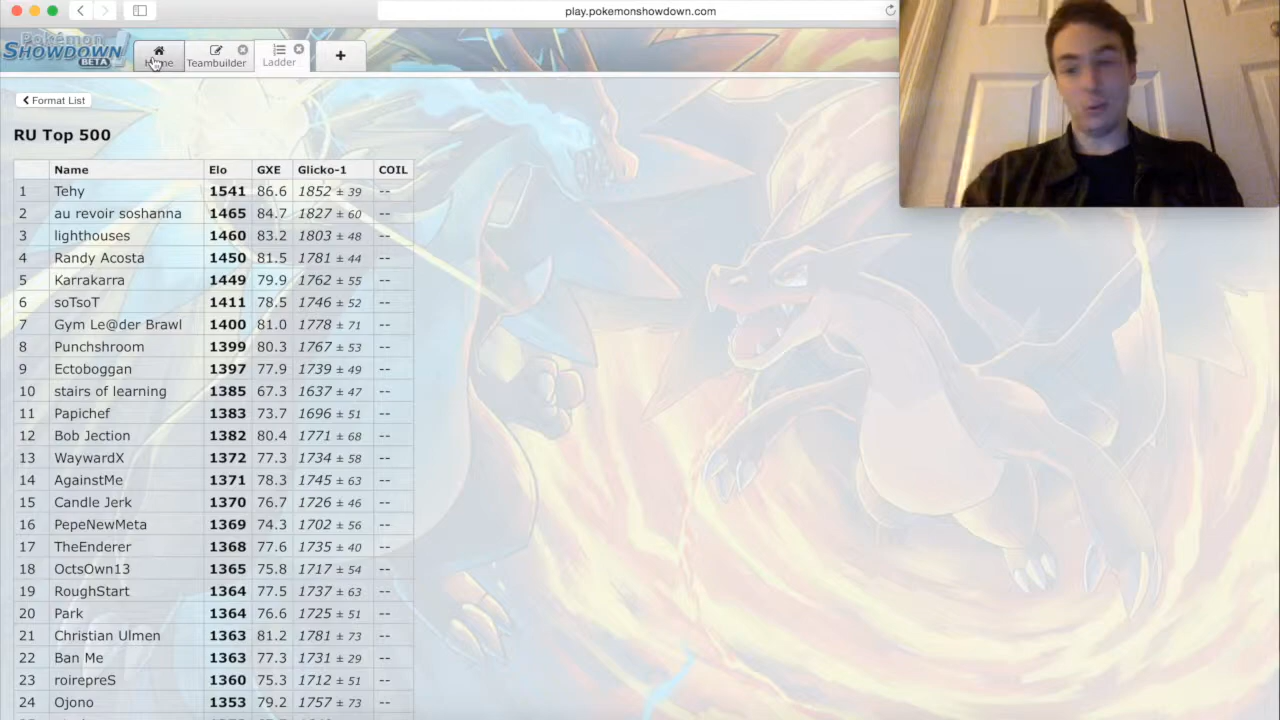 play.pokemonshowdown.com
Pokémon
SHOWDOWN!
BETA
Home
Teambuilder
Ladder
Format List
RU Top 500
Name Elo GXE Glicko-1 COIL
1 Tehy 1541 86.6 1852 ± 39 --
2 au revoir soshanna 1465 84.7 1827 ± 60 --
3 lighthouses 1460 83.2 1803 ± 48 --
4 Randy Acosta 1450 81.5 1781 ± 44 --
5 Karrakarra 1449 79.9 1762 ± 55 --
6 soTsoT 1411 78.5 1746 ± 52 --
7 Gym Le@der Brawl 1400 81.0 1778 ± 71 --
8 Punchshroom 1399 80.3 1767 ± 53 --
9 Ectoboggan 1397 77.9 1739 ± 49 --
10 stairs of learning 1385 67.3 1637 ± 47 --
11 Papichef 1383 73.7 1696 ± 51 --
12 Bob Jection 1382 80.4 1771 ± 68 --
13 WaywardX 1372 77.3 1734 ± 58 --
14 AgainstMe 1371 78.3 1745 ± 63 --
15 Candle Jerk 1370 76.7 1726 ± 46 --
16 PepeNewMeta 1369 74.3 1702 ± 56 --
17 TheEnderer 1368 77.6 1735 ± 40 --
18 OctsOwn13 1365 75.8 1717 ± 54 --
19 RoughStart 1364 77.5 1737 ± 63 --
20 Park 1364 76.6 1725 ± 51 --
21 Christian Ulmen 1363 81.2 1781 ± 73 --
22 Ban Me 1363 77.3 1731 ± 29 --
23 roirepreS 1360 75.3 1712 ± 51 --
24 Ojono 1353 79.2 1757 ± 73 --